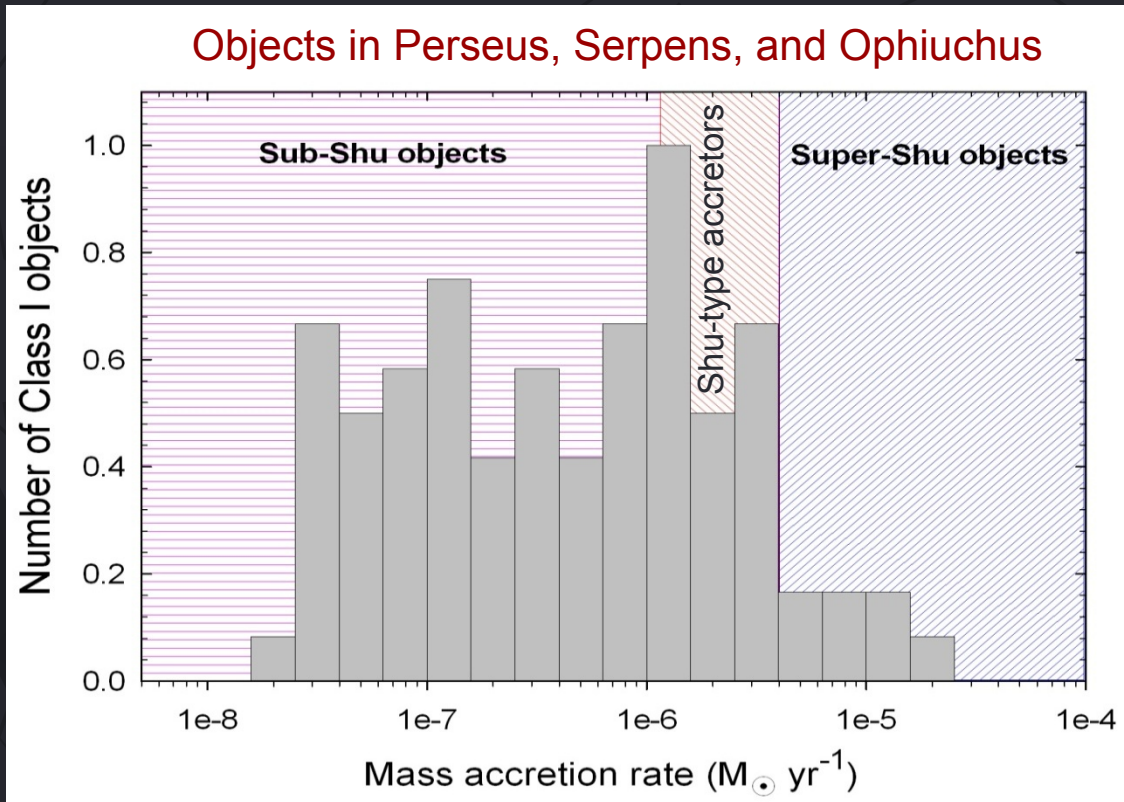 Objects in Perseus, Serpens, and Ophiuchus
Sub-Shu objects
Shu-type accretors
Super-Shu objects
Number of Class I objects
1.0
0.8
0.6
0.4
0.2
0.0
1e-8 1e-7 1e-6 1e-5 1e-4
Mass accretion rate (M☉ yr⁻¹)